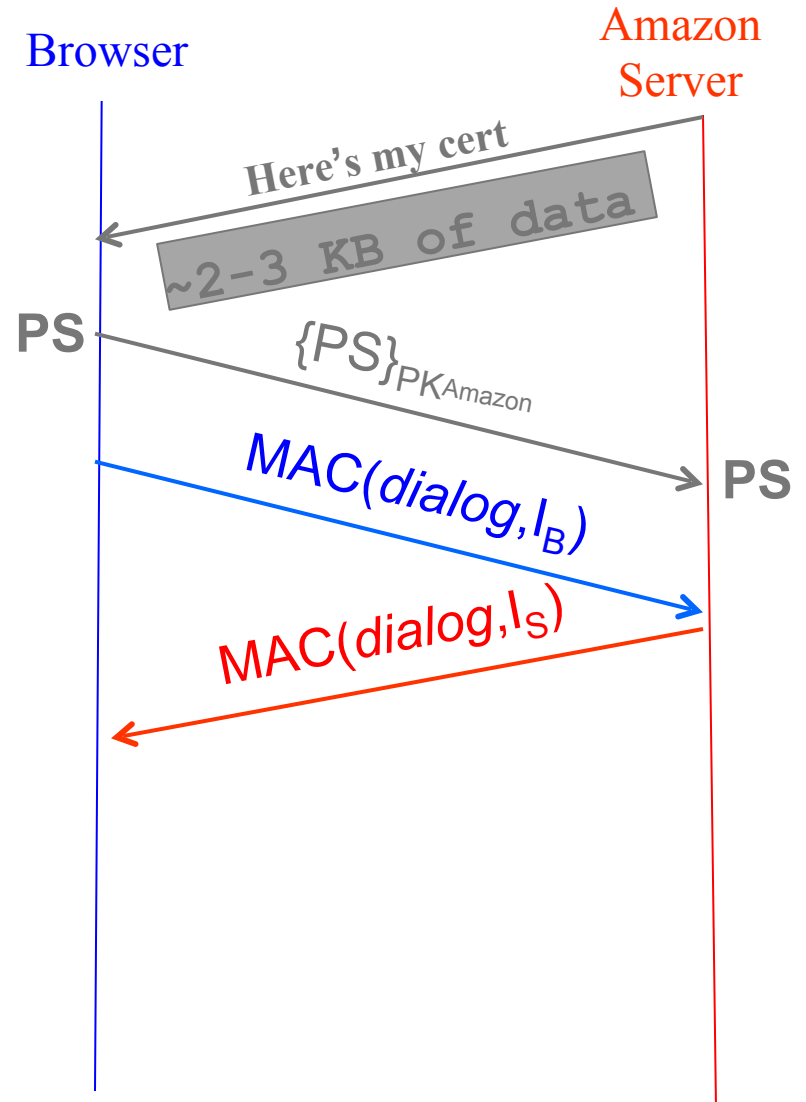 Browser
Amazon
Server
Here’s my cert
~2-3 KB of data
PS
{PS}PKAmazon
MAC(dialog,IB)
PS
MAC(dialog,IS)